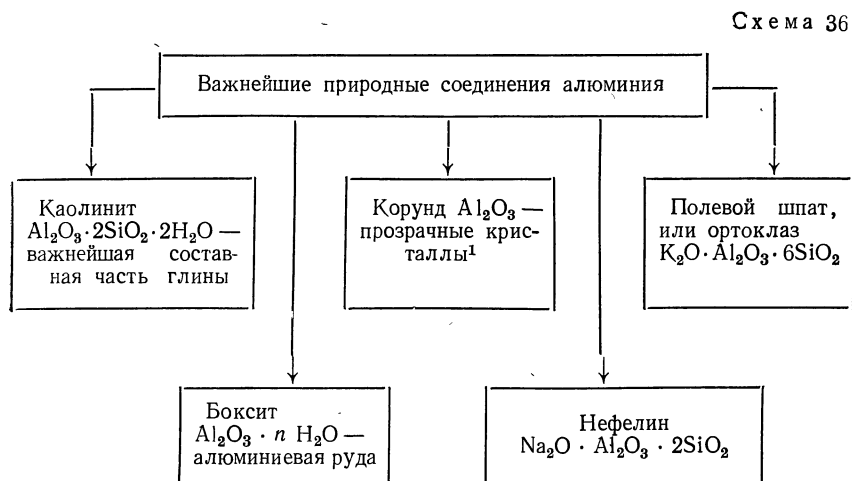 Схема 36
Важнейшие природные соединения алюминия
Каолинит
Al₂O₃·2SiO₂·2H₂O —
важнейшая состав-
ная часть глины
Корунд Al₂O₃ —
прозрачные крис-
таллы¹
Полевой шпат,
или ортоклаз
K₂O·Al₂O₃·6SiO₂
Боксит
Al₂O₃ · n H₂O —
алюминиевая руда
Нефелин
Na₂O · Al₂O₃ · 2SiO₂